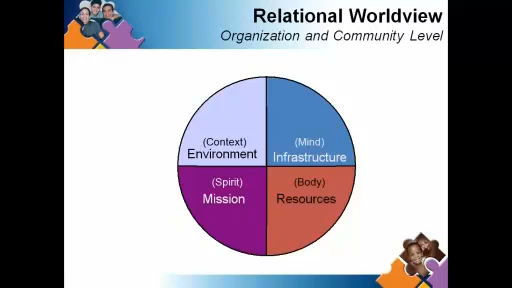 Relational Worldview
Organization and Community Level
(Context)
Environment
(Mind)
Infrastructure
(Spirit)
Mission
(Body)
Resources